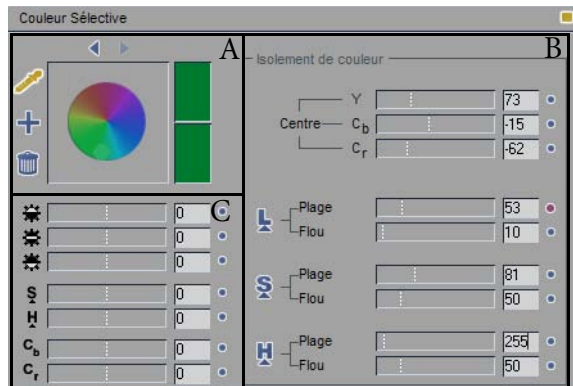 Couleur Sélective
A
B
Isolement de couleur
Y 73
Centre Cb -15
Cr -62
L Plage 53
Flou 10
S Plage 81
Flou 50
H Plage 255
Flou 50
C
0
0
0
S 0
H 0
Cb 0
Cr 0